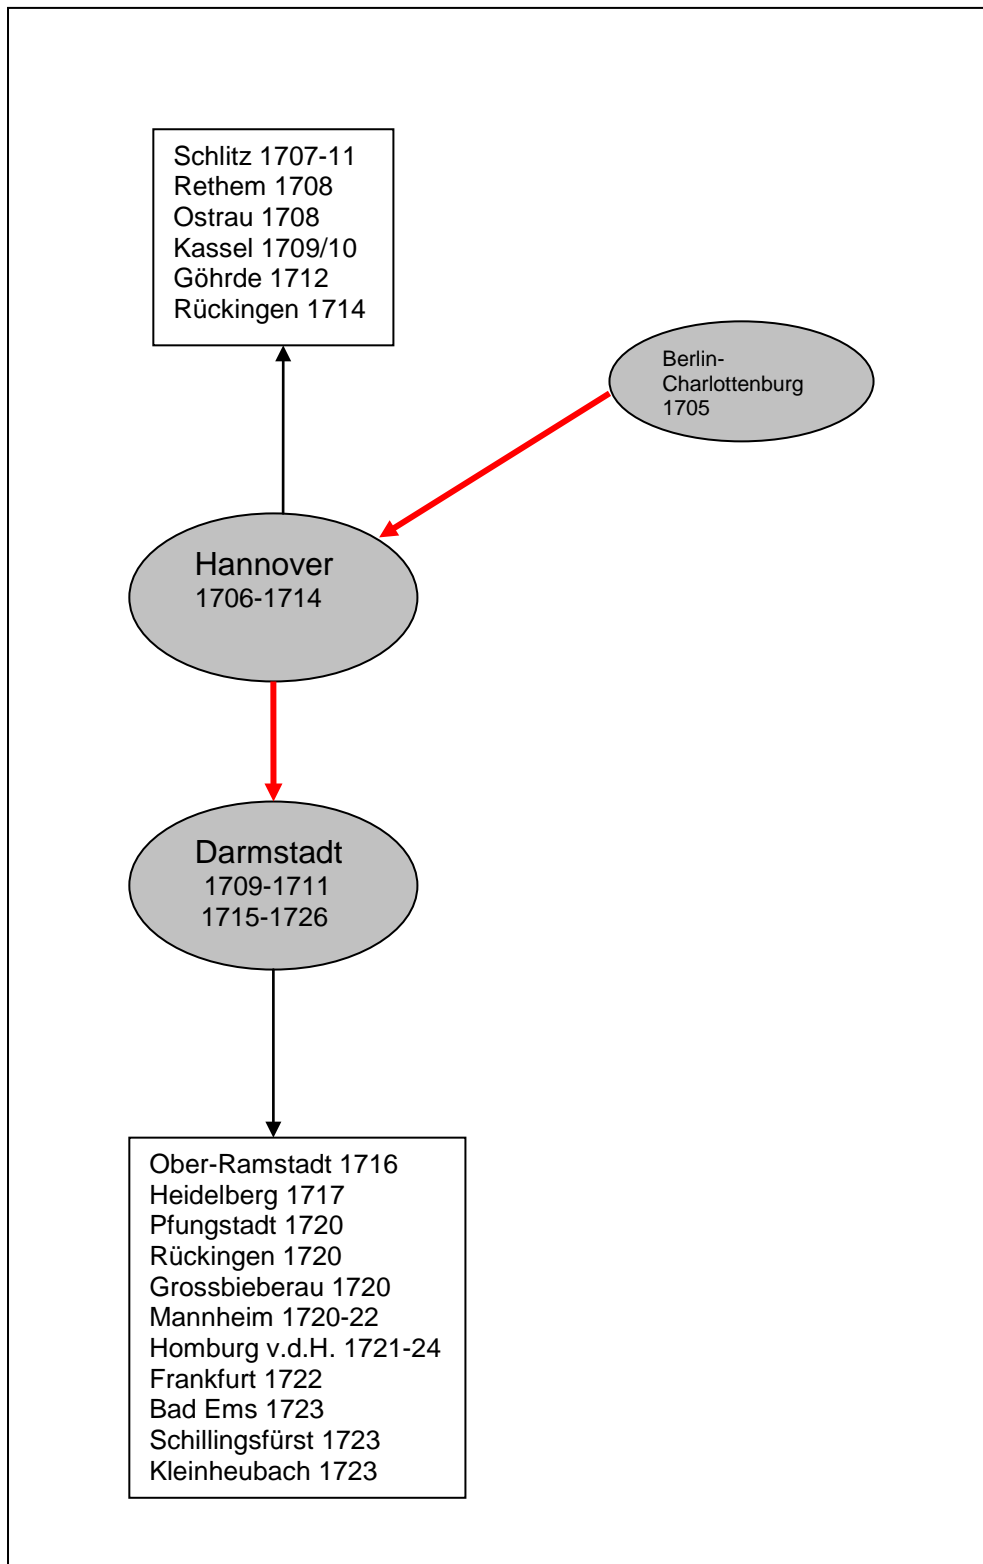 Schlitz 1707-11
Rethem 1708
Ostrau 1708
Kassel 1709/10
Göhrde 1712
Rückingen 1714
Berlin-
Charlottenburg
1705
Hannover
1706-1714
Darmstadt
1709-1711
1715-1726
Ober-Ramstadt 1716
Heidelberg 1717
Pfungstadt 1720
Rückingen 1720
Grossbieberau 1720
Mannheim 1720-22
Homburg v.d.H. 1721-24
Frankfurt 1722
Bad Ems 1723
Schillingsfürst 1723
Kleinheubach 1723